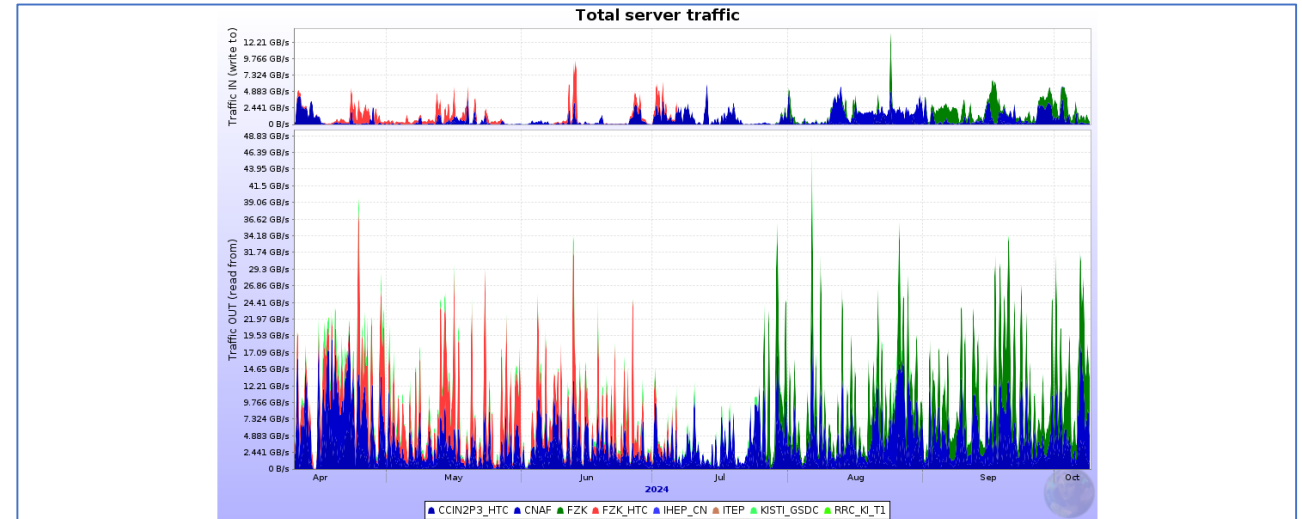 Total server traffic
Traffic IN (write to)
12.21 GB/s
9.766 GB/s
7.324 GB/s
4.883 GB/s
2.441 GB/s
0 B/s
Traffic OUT (read from)
48.83 GB/s
46.39 GB/s
43.95 GB/s
41.5 GB/s
39.06 GB/s
36.62 GB/s
34.18 GB/s
31.74 GB/s
29.3 GB/s
26.86 GB/s
24.41 GB/s
21.97 GB/s
19.53 GB/s
17.09 GB/s
14.65 GB/s
12.21 GB/s
9.766 GB/s
7.324 GB/s
4.883 GB/s
2.441 GB/s
0 B/s
Apr May Jun Jul Aug Sep Oct
2024
CCIN2P3_HTC CNAF FZK FZK_HTC IHEP_CN ITEP KISTI_GSDC RRC_KI_T1